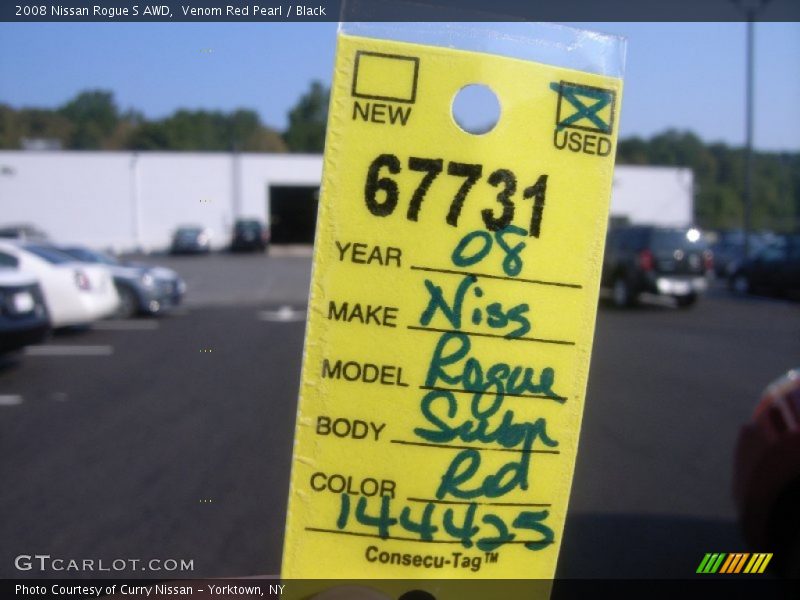 2008 Nissan Rogue S AWD,  Venom Red Pearl / Black
NEW
USED
67731
YEAR 08
MAKE Niss
MODEL Rogue
BODY Subn
COLOR Rd
144425
Consecu-Tag™
GTCARLOT.COM
Photo Courtesy of Curry Nissan - Yorktown, NY